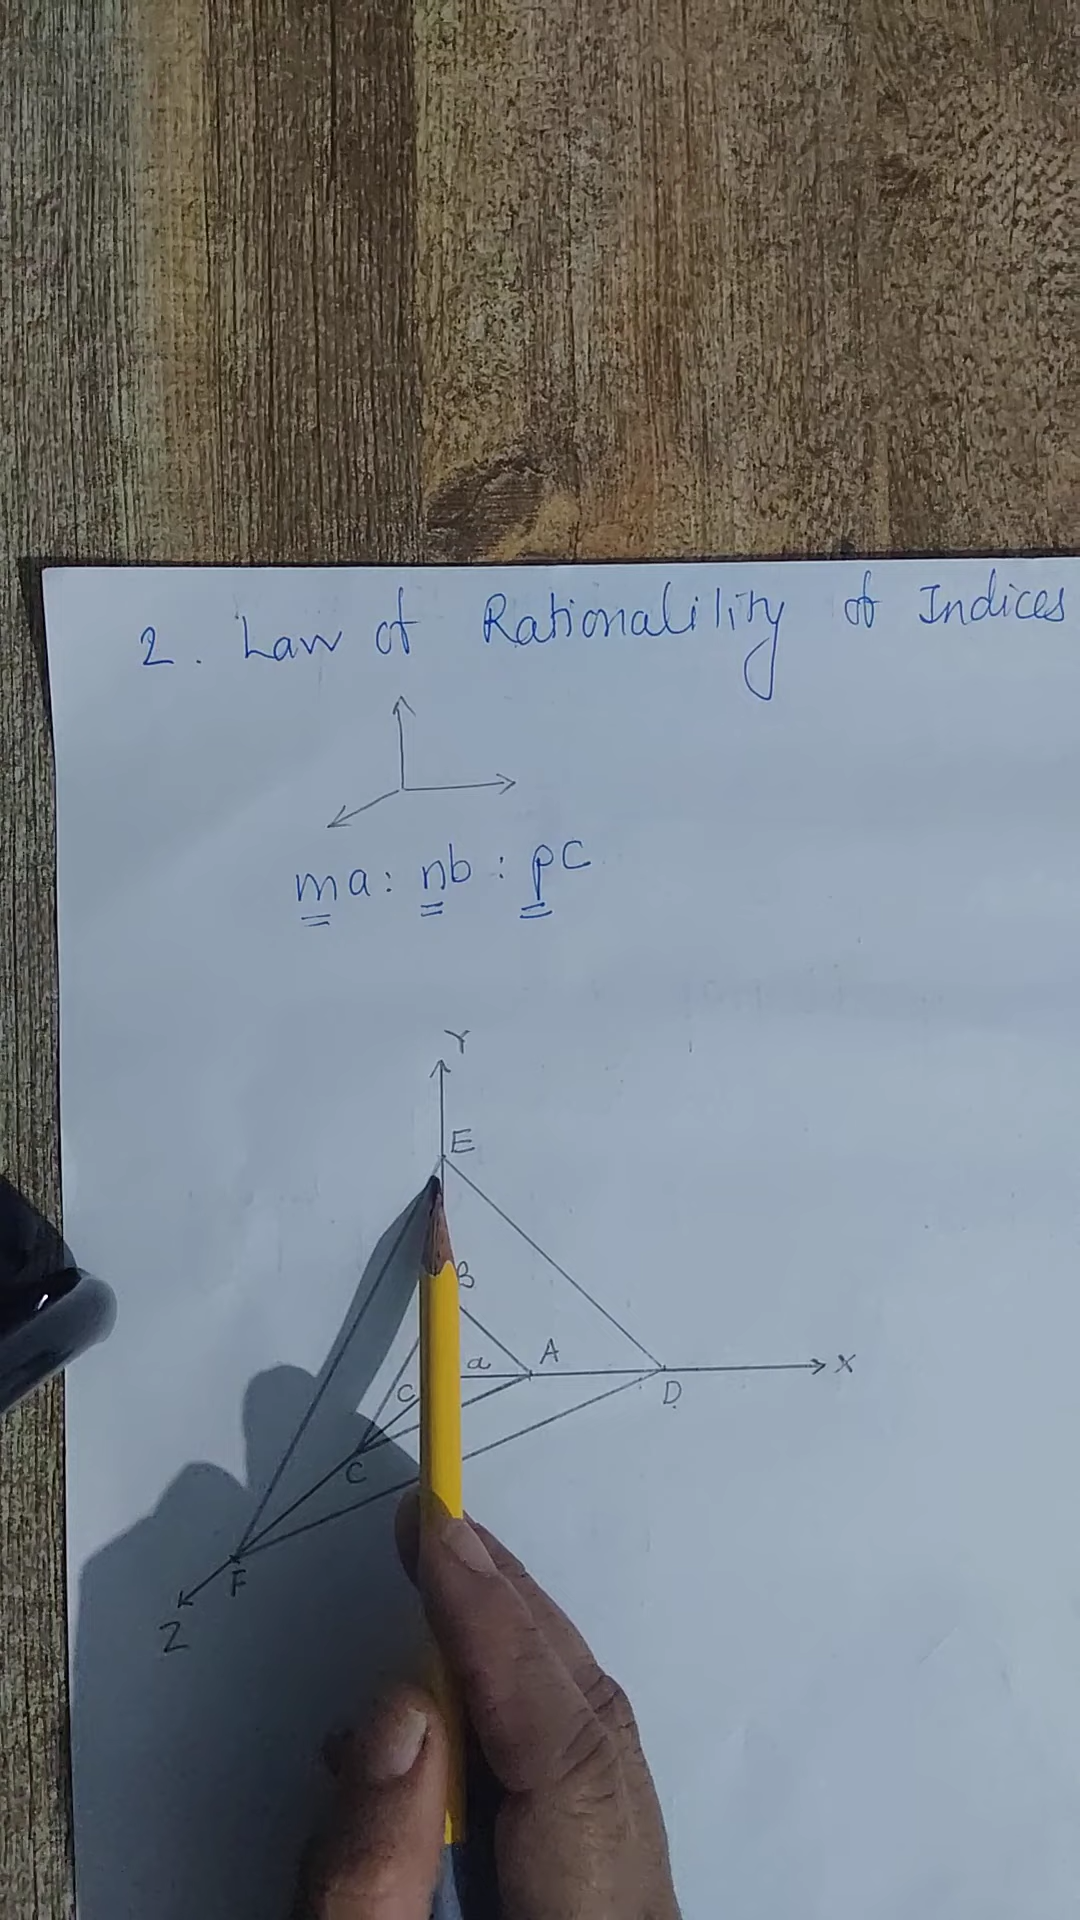 2. Law of Rationalility of Indices
ma: nb : pc
Y
E
B
a A X
C D
C
F
Z